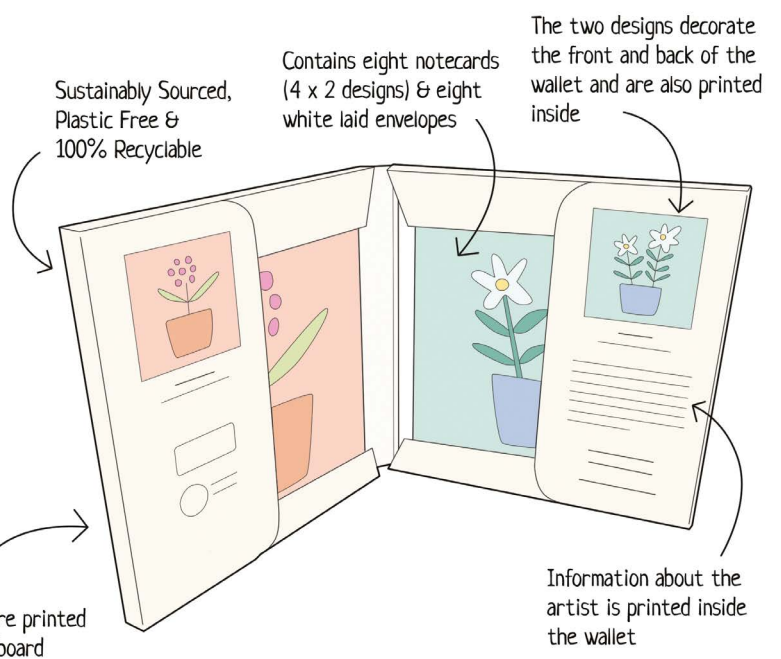 The two designs decorate
the front and back of the
wallet and are also printed
inside
Contains eight notecards
(4 x 2 designs) & eight
white laid envelopes
Sustainably Sourced,
Plastic Free &
100% Recyclable
Information about the
artist is printed inside
the wallet
re printed
board